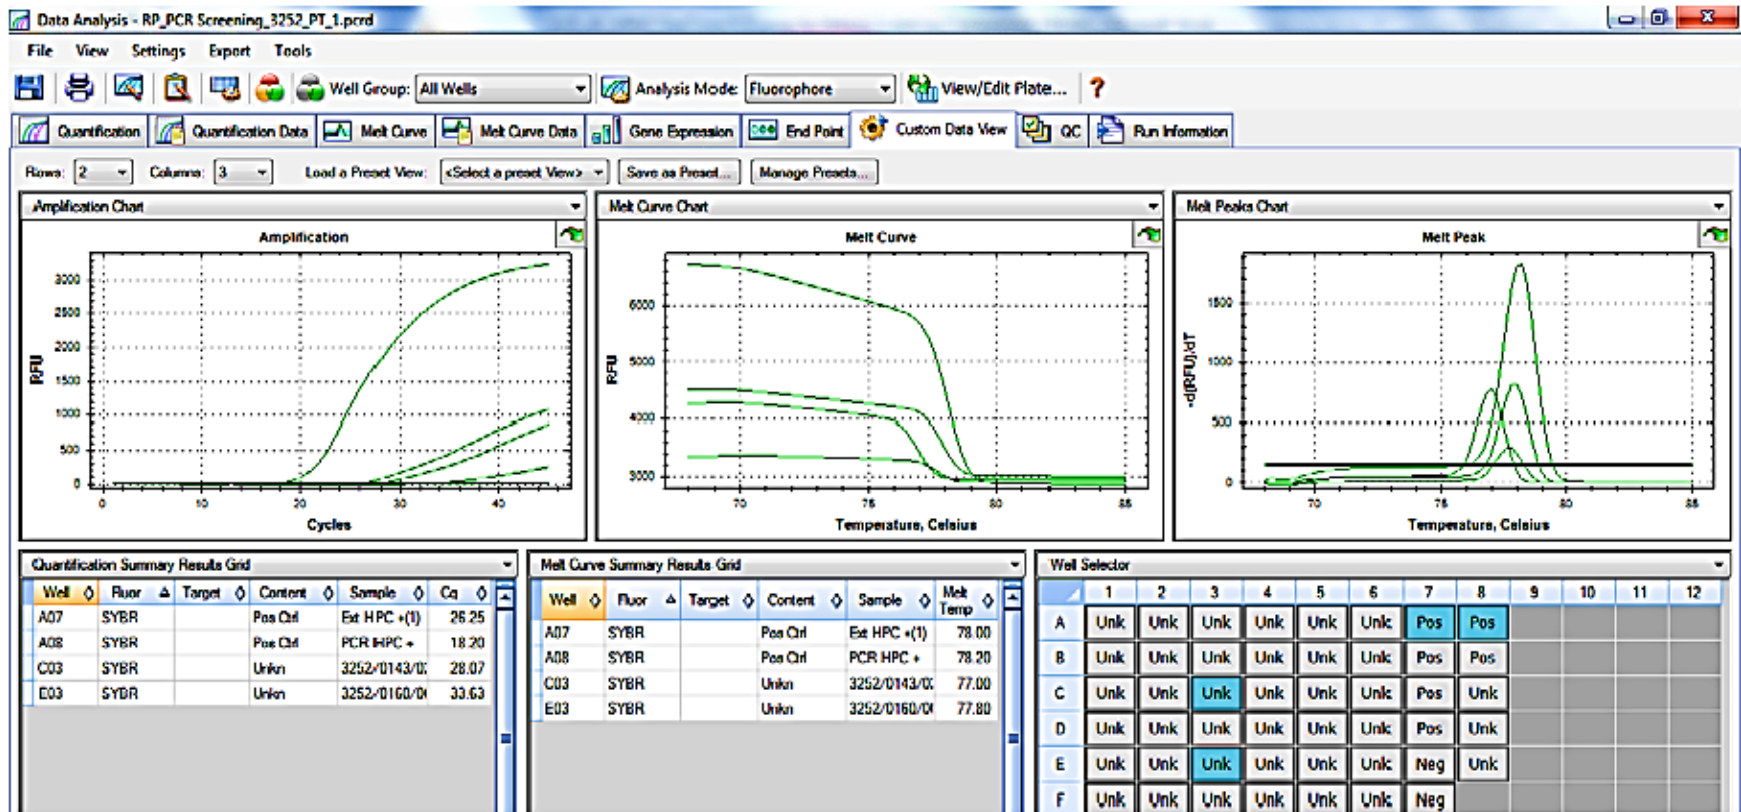 Data Analysis - RP_PCR Screening_3252_PT_1.pcrd
File View Settings Export Tools
Well Group: All Wells Analysis Mode: Fluorophore View/Edit Plate... ?
Quantification Quantification Data Melt Curve Melt Curve Data Gene Expression End Point Custom Data View QC Run Information
Rows: 2 Columns: 3 Load a Preset View: <Select a preset View> Save as Preset... Manage Presets...
Amplification Chart
Amplification
RFU
3000
2500
2000
1500
1000
500
0
0 10 20 30 40
Cycles
Melt Curve Chart
Melt Curve
RFU
6000
5000
4000
3000
70 75 80 85
Temperature, Celsius
Melt Peaks Chart
Melt Peak
-d(RFU)/dT
1500
1000
500
0
70 75 80 85
Temperature, Celsius
Quantification Summary Results Grid
Well Fluor Target Content Sample Cq
A07 SYBR Pos Ctrl Ext HPC +(1) 26.25
A08 SYBR Pos Ctrl PCR HPC + 18.20
C03 SYBR Unkn 3252/0143/0 28.07
E03 SYBR Unkn 3252/0160/0 33.63
Melt Curve Summary Results Grid
Well Fluor Target Content Sample Melt Temp
A07 SYBR Pos Ctrl Ext HPC +(1) 78.00
A08 SYBR Pos Ctrl PCR HPC + 78.20
C03 SYBR Unkn 3252/0143/0 77.00
E03 SYBR Unkn 3252/0160/0 77.80
Well Selector
1 2 3 4 5 6 7 8 9 10 11 12
A Unk Unk Unk Unk Unk Unk Pos Pos
B Unk Unk Unk Unk Unk Unk Pos Pos
C Unk Unk Unk Unk Unk Unk Pos Unk
D Unk Unk Unk Unk Unk Unk Pos Unk
E Unk Unk Unk Unk Unk Unk Neg Unk
F Unk Unk Unk Unk Unk Unk Neg